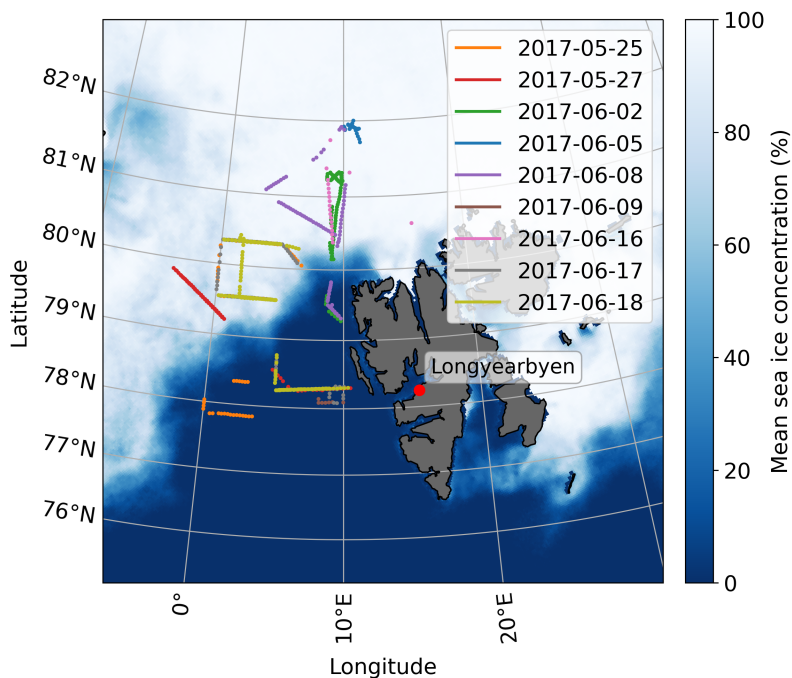 82°N
81°N
80°N
79°N
78°N
77°N
76°N
Latitude
0°
10°E
20°E
Longitude
2017-05-25
2017-05-27
2017-06-02
2017-06-05
2017-06-08
2017-06-09
2017-06-16
2017-06-17
2017-06-18
Longyearbyen
100
80
60
40
20
0
Mean sea ice concentration (%)